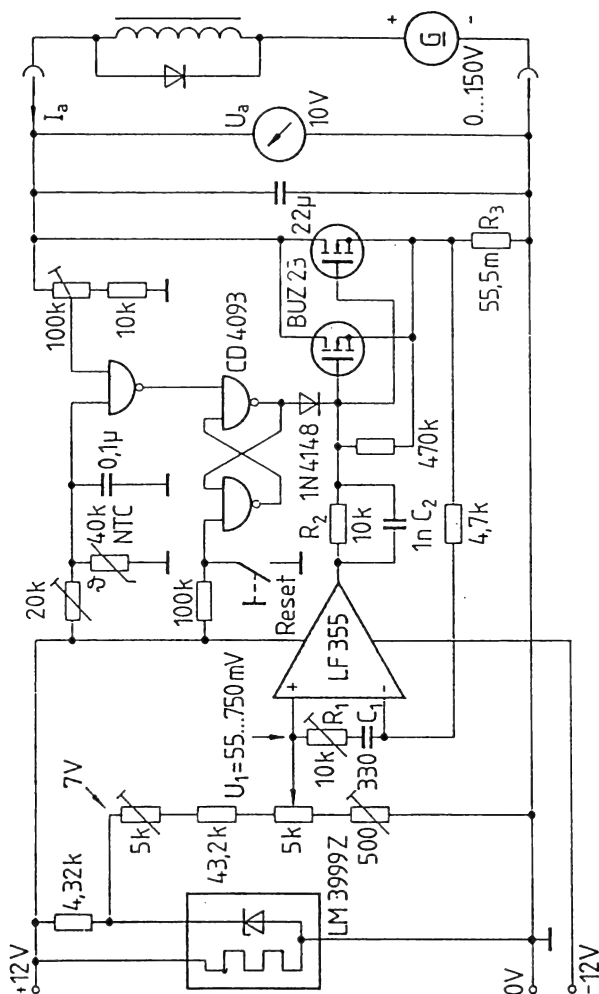 +12V
0V
-12V
4,32k
7V
LM 3999Z
5k
43,2k
5k
500
U₁=55...750mV
10k
R₁
330
C₁
+
-
LF 355
20k
ϑ
40k
NTC
0,1µ
100k
Reset
R₂
10k
1n C₂
4,7k
1N4148
470k
CD 4093
100k
10k
BUZ 23
22µ
55,5m
R₃
Iₐ
Uₐ
10V
+
G
-
0...150V